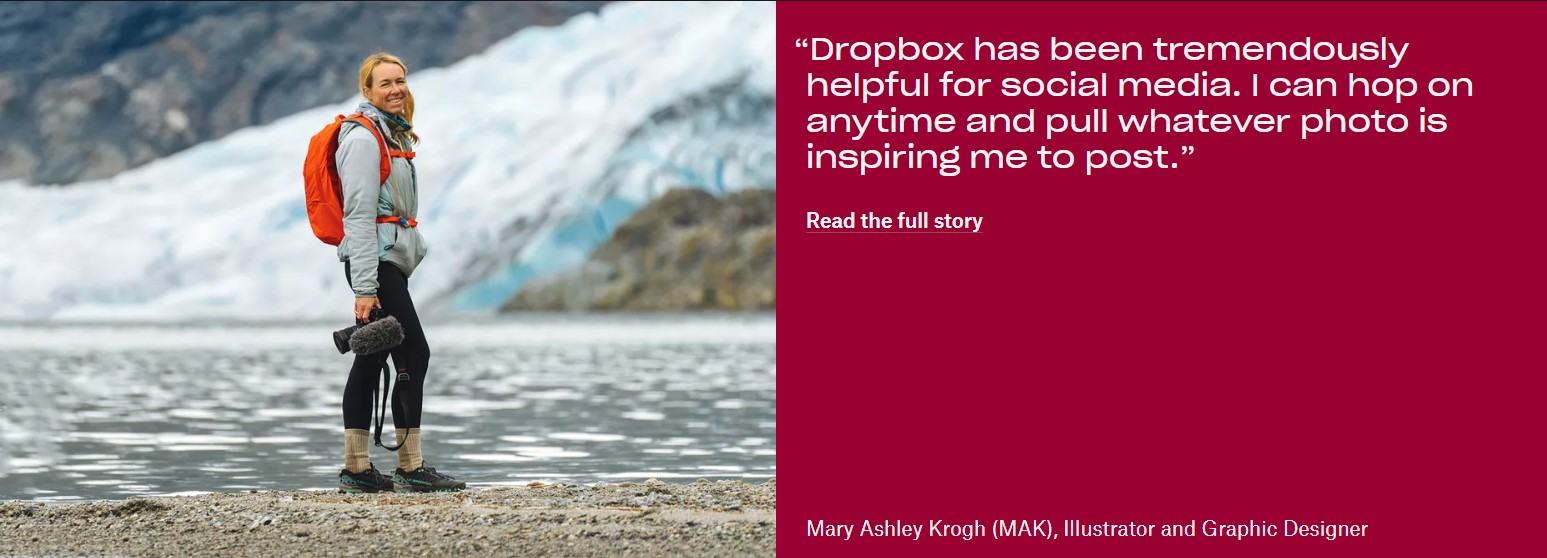 “Dropbox has been tremendously
helpful for social media. I can hop on
anytime and pull whatever photo is
inspiring me to post.”
Read the full story
Mary Ashley Krogh (MAK), Illustrator and Graphic Designer